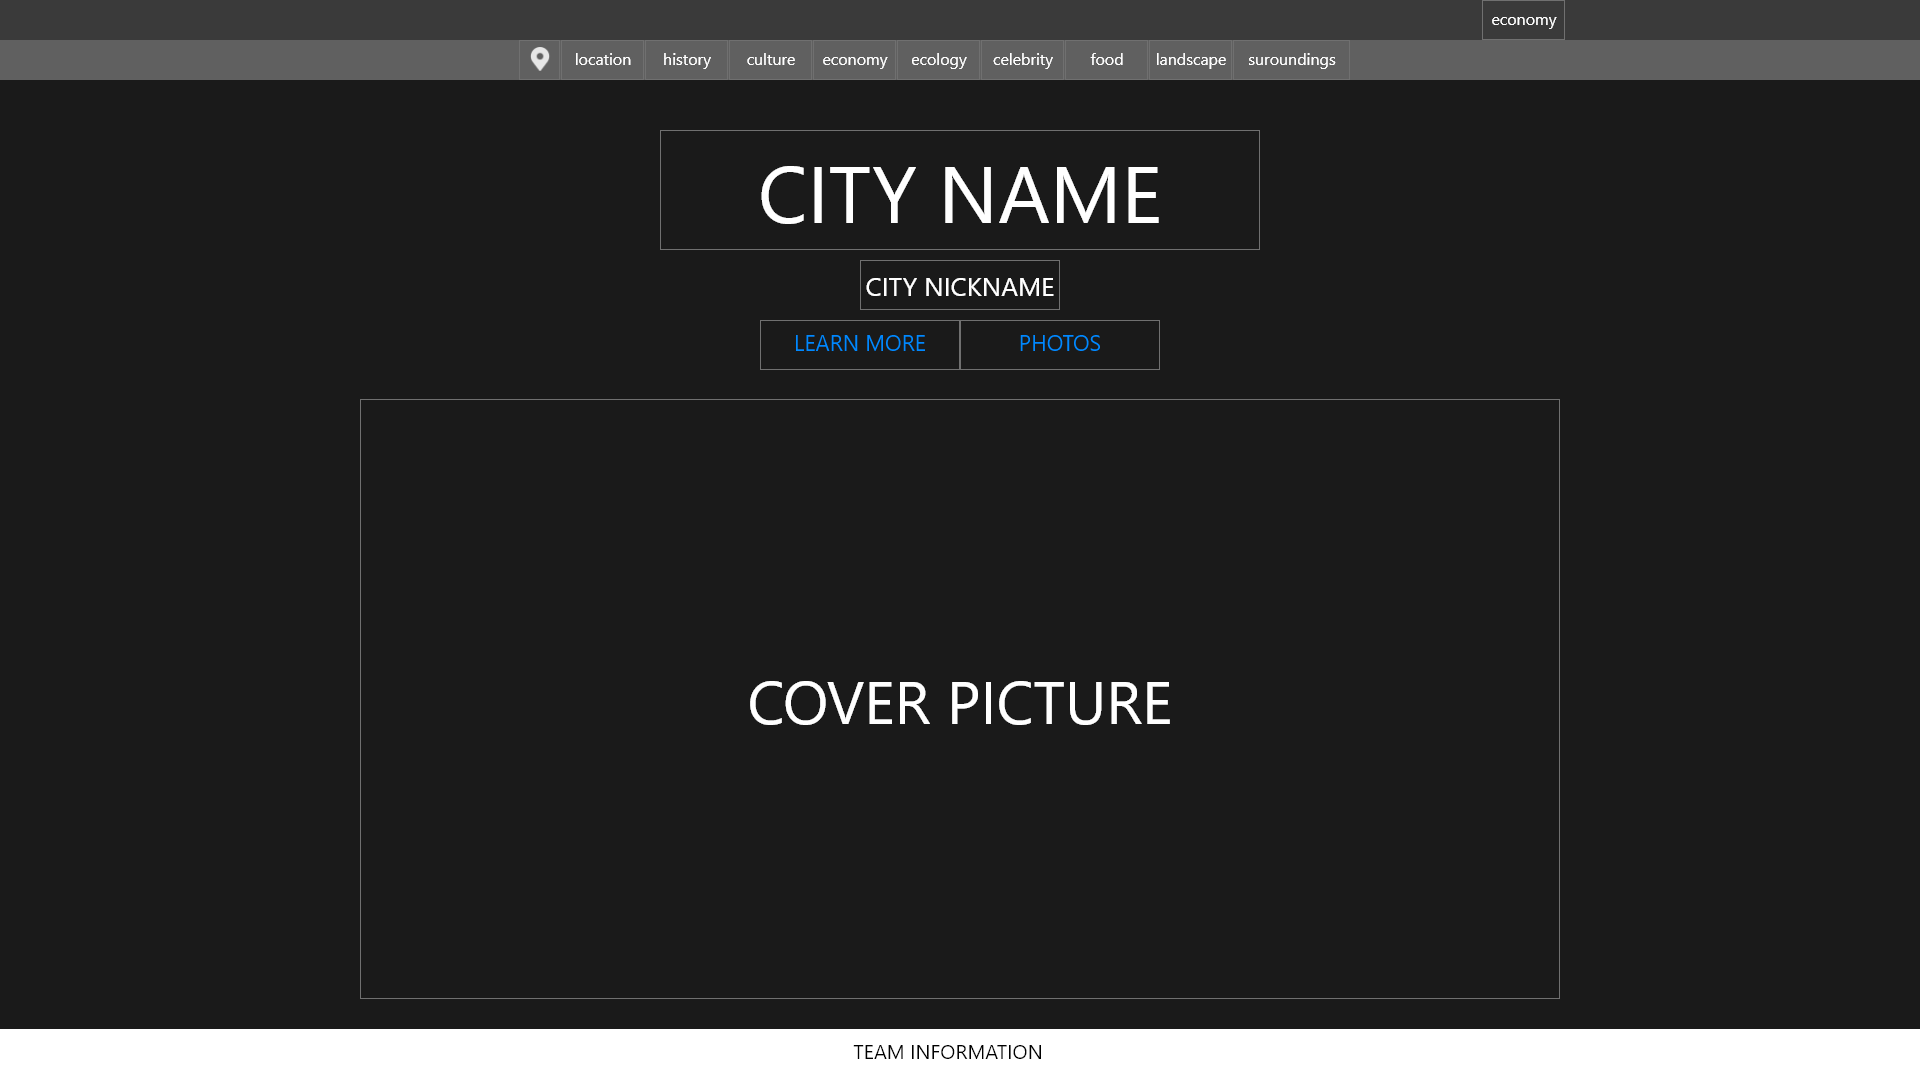 economy
location history culture economy ecology celebrity food landscape suroundings
CITY NAME
CITY NICKNAME
LEARN MORE PHOTOS
COVER PICTURE
TEAM INFORMATION